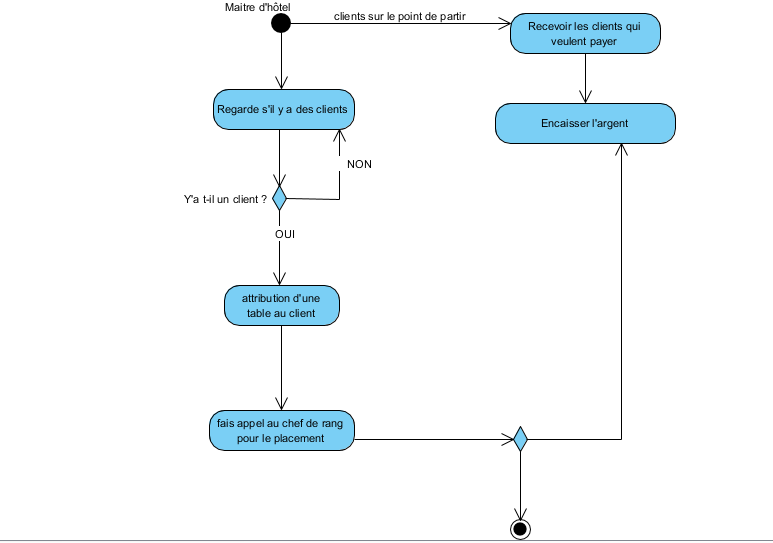 Maitre d'hôtel
clients sur le point de partir
Recevoir les clients qui
veulent payer
Regarde s'il y a des clients
Encaisser l'argent
NON
Y'a t-il un client ?
OUI
attribution d'une
table au client
fais appel au chef de rang
pour le placement